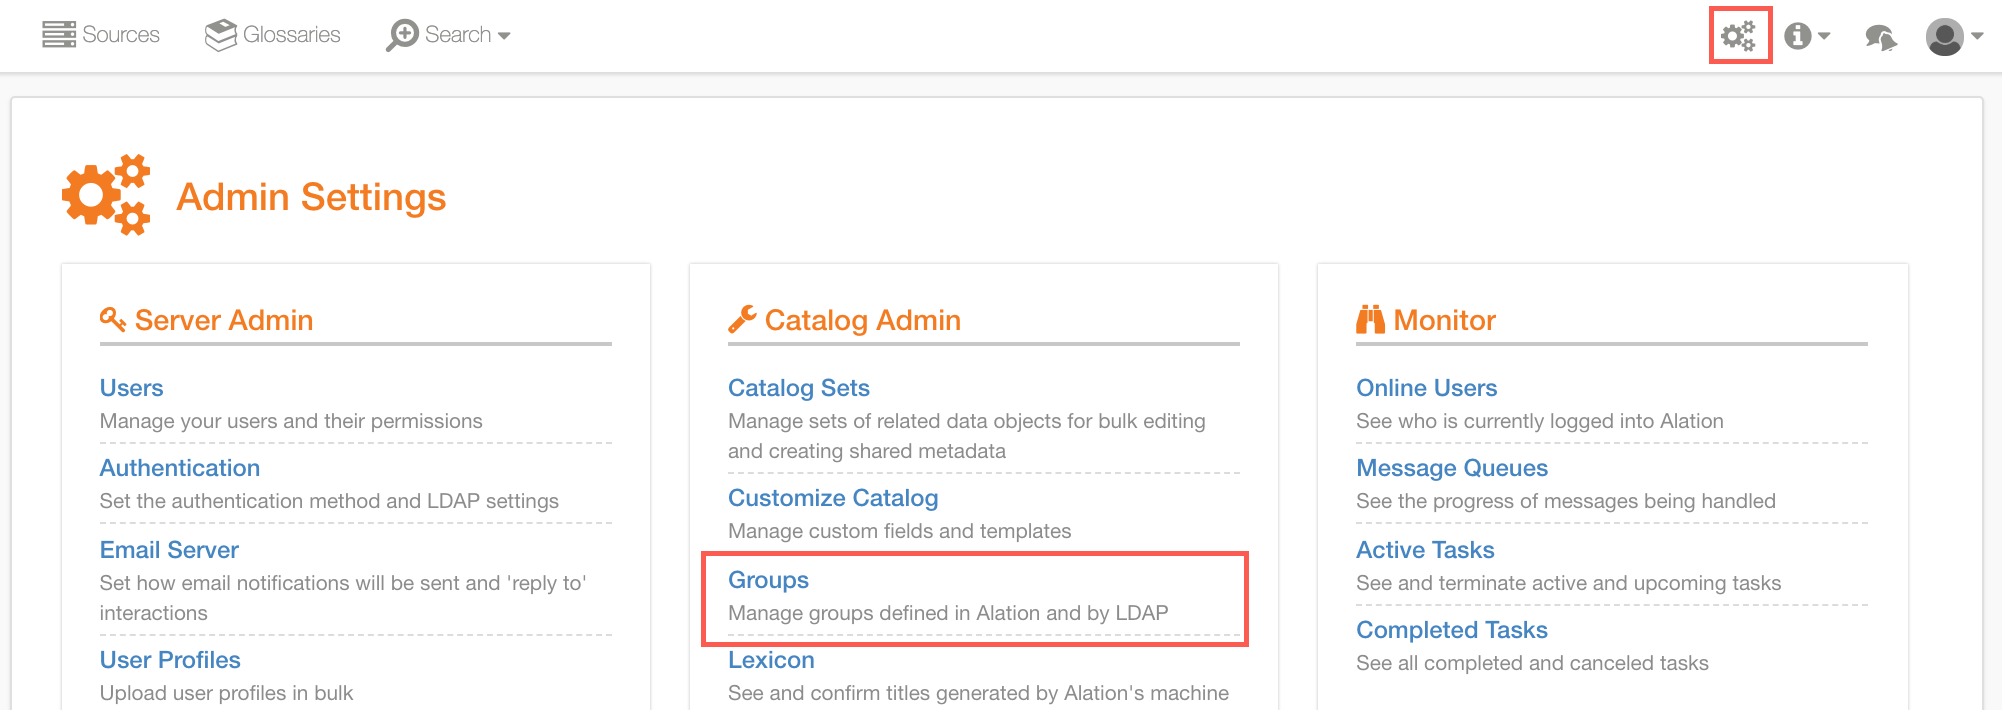 Sources
Glossaries
Search
Admin Settings
Server Admin
Users
Manage your users and their permissions
Authentication
Set the authentication method and LDAP settings
Email Server
Set how email notifications will be sent and 'reply to'
interactions
User Profiles
Upload user profiles in bulk
Catalog Admin
Catalog Sets
Manage sets of related data objects for bulk editing
and creating shared metadata
Customize Catalog
Manage custom fields and templates
Groups
Manage groups defined in Alation and by LDAP
Lexicon
See and confirm titles generated by Alation's machine
Monitor
Online Users
See who is currently logged into Alation
Message Queues
See the progress of messages being handled
Active Tasks
See and terminate active and upcoming tasks
Completed Tasks
See all completed and canceled tasks